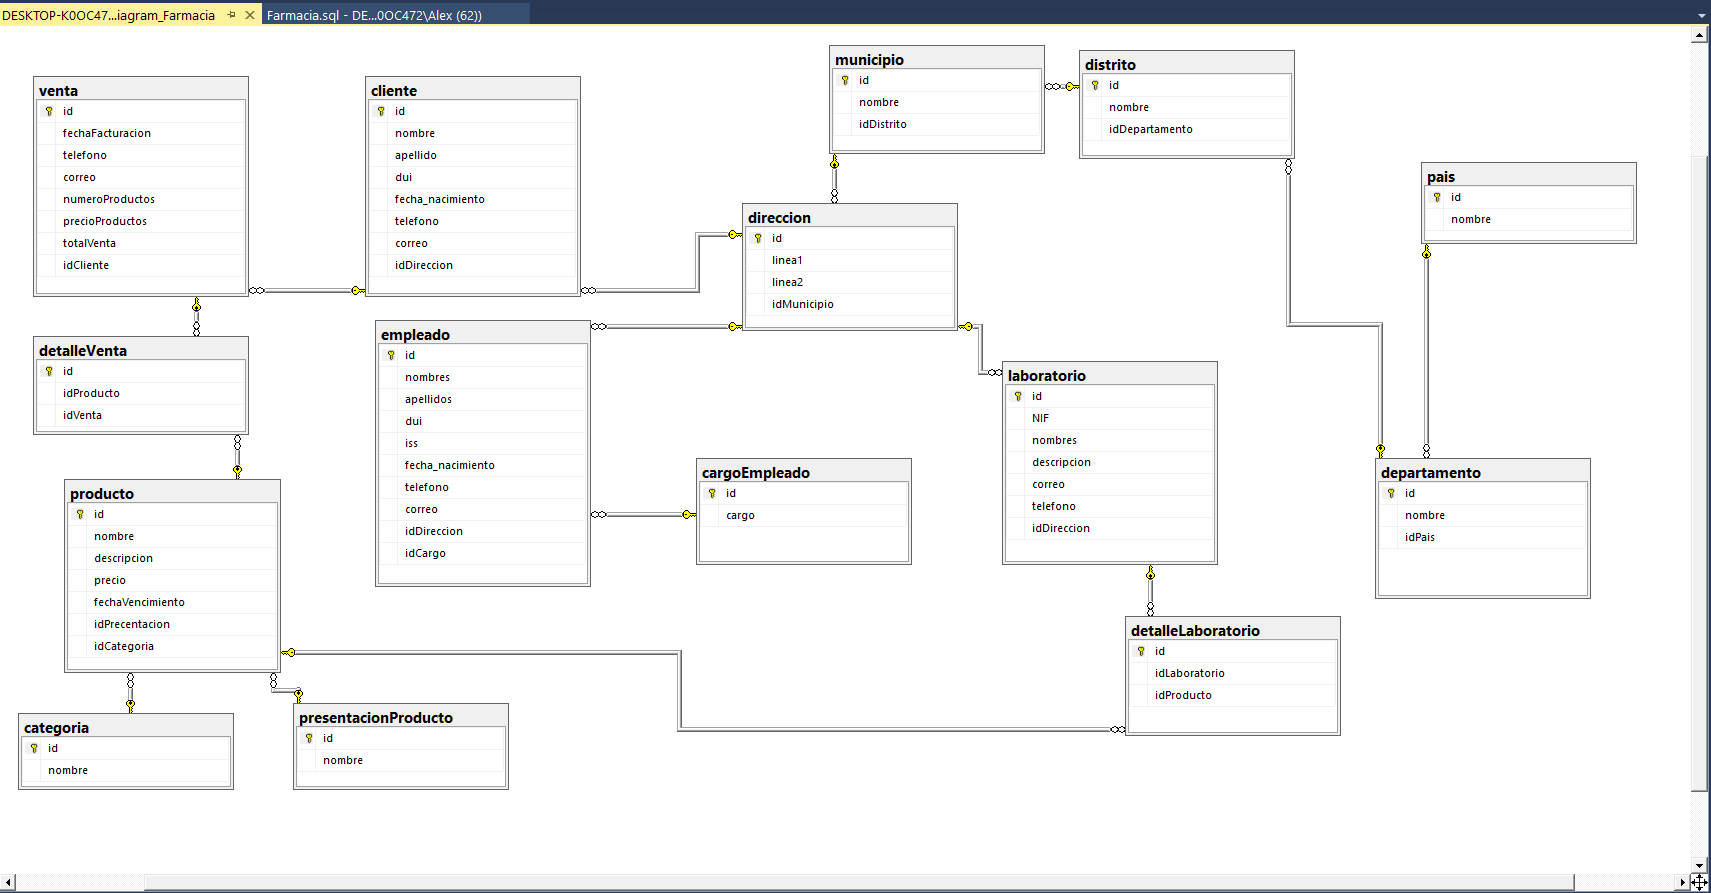 DESKTOP-K0OC47...iagram_Farmacia
Farmacia.sql - DE...0OC472\Alex (62))
venta
id
fechaFacturacion
telefono
correo
numeroProductos
precioProductos
totalVenta
idCliente
cliente
id
nombre
apellido
dui
fecha_nacimiento
telefono
correo
idDireccion
municipio
id
nombre
idDistrito
distrito
id
nombre
idDepartamento
pais
id
nombre
direccion
id
linea1
linea2
idMunicipio
detalleVenta
id
idProducto
idVenta
empleado
id
nombres
apellidos
dui
iss
fecha_nacimiento
telefono
correo
idDireccion
idCargo
cargoEmpleado
id
cargo
laboratorio
id
NIF
nombres
descripcion
correo
telefono
idDireccion
departamento
id
nombre
idPais
producto
id
nombre
descripcion
precio
fechaVencimiento
idPrecentacion
idCategoria
detalleLaboratorio
id
idLaboratorio
idProducto
categoria
id
nombre
presentacionProducto
id
nombre